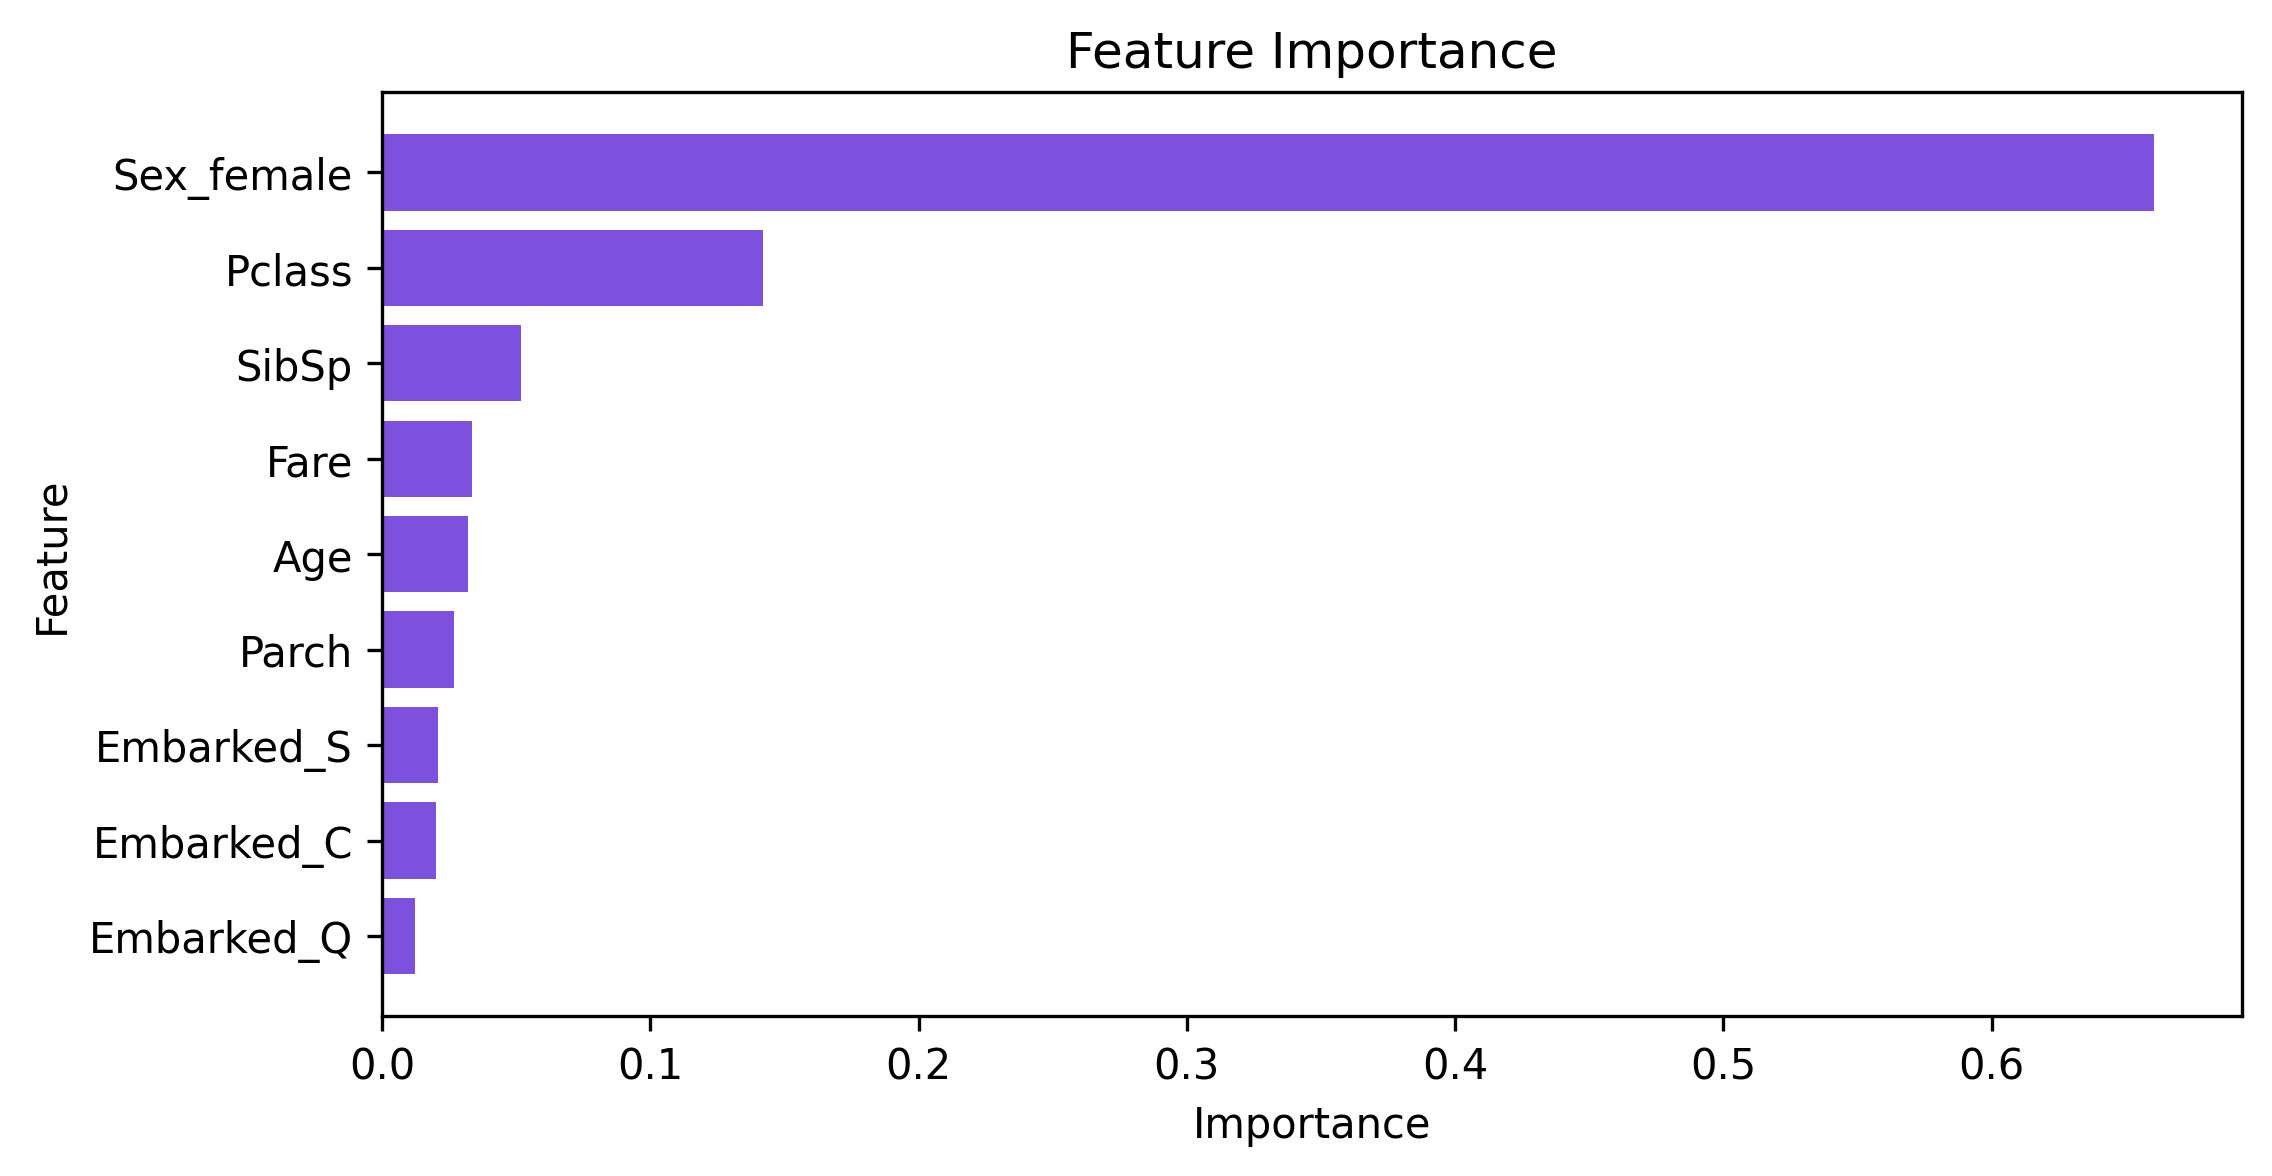 Feature Importance
Sex_female
Pclass
SibSp
Fare
Age
Parch
Embarked_S
Embarked_C
Embarked_Q
Feature
0.0 0.1 0.2 0.3 0.4 0.5 0.6
Importance